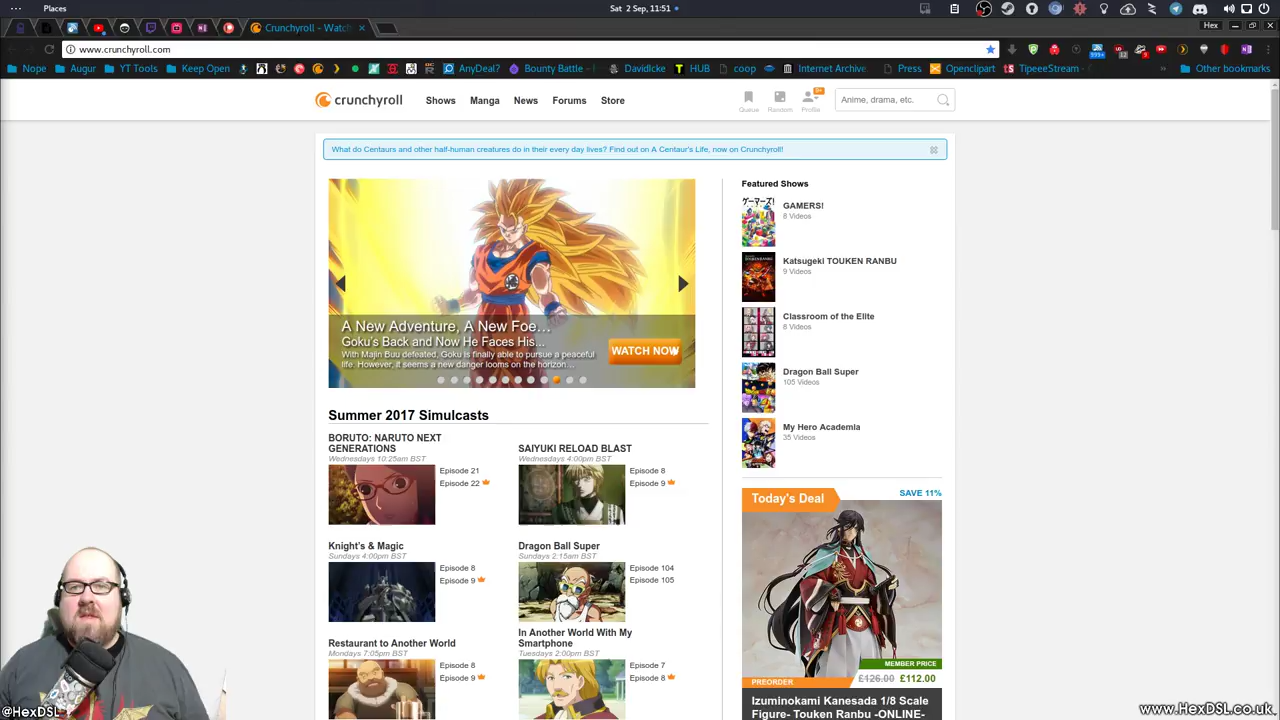 Places
Sat 2 Sep, 11:51
Hex
Crunchyroll - Watch
www.crunchyroll.com
Nope
Augur
YT Tools
Keep Open
AnyDeal?
Bounty Battle -
DavidIcke
HUB
coop
Internet Archive
Press
Openclipart
TipeeeStream -
Other bookmarks
crunchyroll
Shows
Manga
News
Forums
Store
Queue
Random
Profile
9+
Anime, drama, etc.
What do Centaurs and other half-human creatures do in their every day lives? Find out on A Centaur's Life, now on Crunchyroll!
A New Adventure, A New Foe…
Goku's Back and Now He Faces His...
With Majin Buu defeated, Goku is finally able to pursue a peaceful
life. However, it seems a new danger looms on the horizon…
WATCH NOW
Featured Shows
GAMERS!
8 Videos
Katsugeki TOUKEN RANBU
9 Videos
Classroom of the Elite
8 Videos
Dragon Ball Super
105 Videos
My Hero Academia
35 Videos
Summer 2017 Simulcasts
BORUTO: NARUTO NEXT
GENERATIONS
Wednesdays 10:25am BST
Episode 21
Episode 22
SAIYUKI RELOAD BLAST
Wednesdays 4:00pm BST
Episode 8
Episode 9
Knight's & Magic
Sundays 4:00pm BST
Episode 8
Episode 9
Dragon Ball Super
Sundays 2:15am BST
Episode 104
Episode 105
Restaurant to Another World
Mondays 7:05pm BST
Episode 8
Episode 9
In Another World With My
Smartphone
Tuesdays 2:00pm BST
Episode 7
Episode 8
Today's Deal
SAVE 11%
MEMBER PRICE
PREORDER
£126.00 £112.00
Izuminokami Kanesada 1/8 Scale
Figure- Touken Ranbu -ONLINE-
@HexDSL
www.HexDSL.co.uk